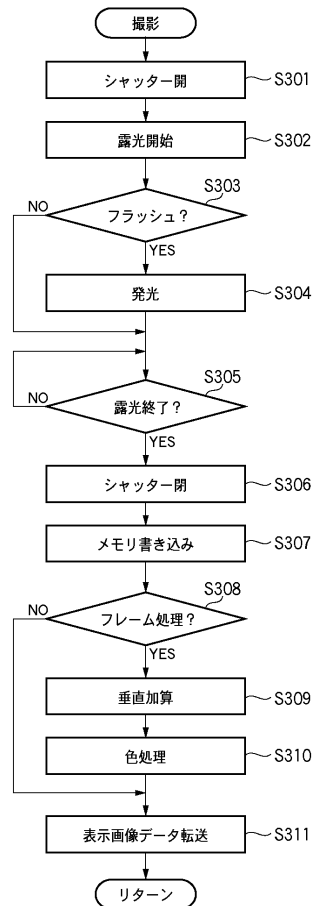 撮影
シャッター開 S301
露光開始 S302
S303
NO フラッシュ？
YES
発光 S304
S305
NO 露光終了？
YES
シャッター閉 S306
メモリ書き込み S307
S308
NO フレーム処理？
YES
垂直加算 S309
色処理 S310
表示画像データ転送 S311
リターン